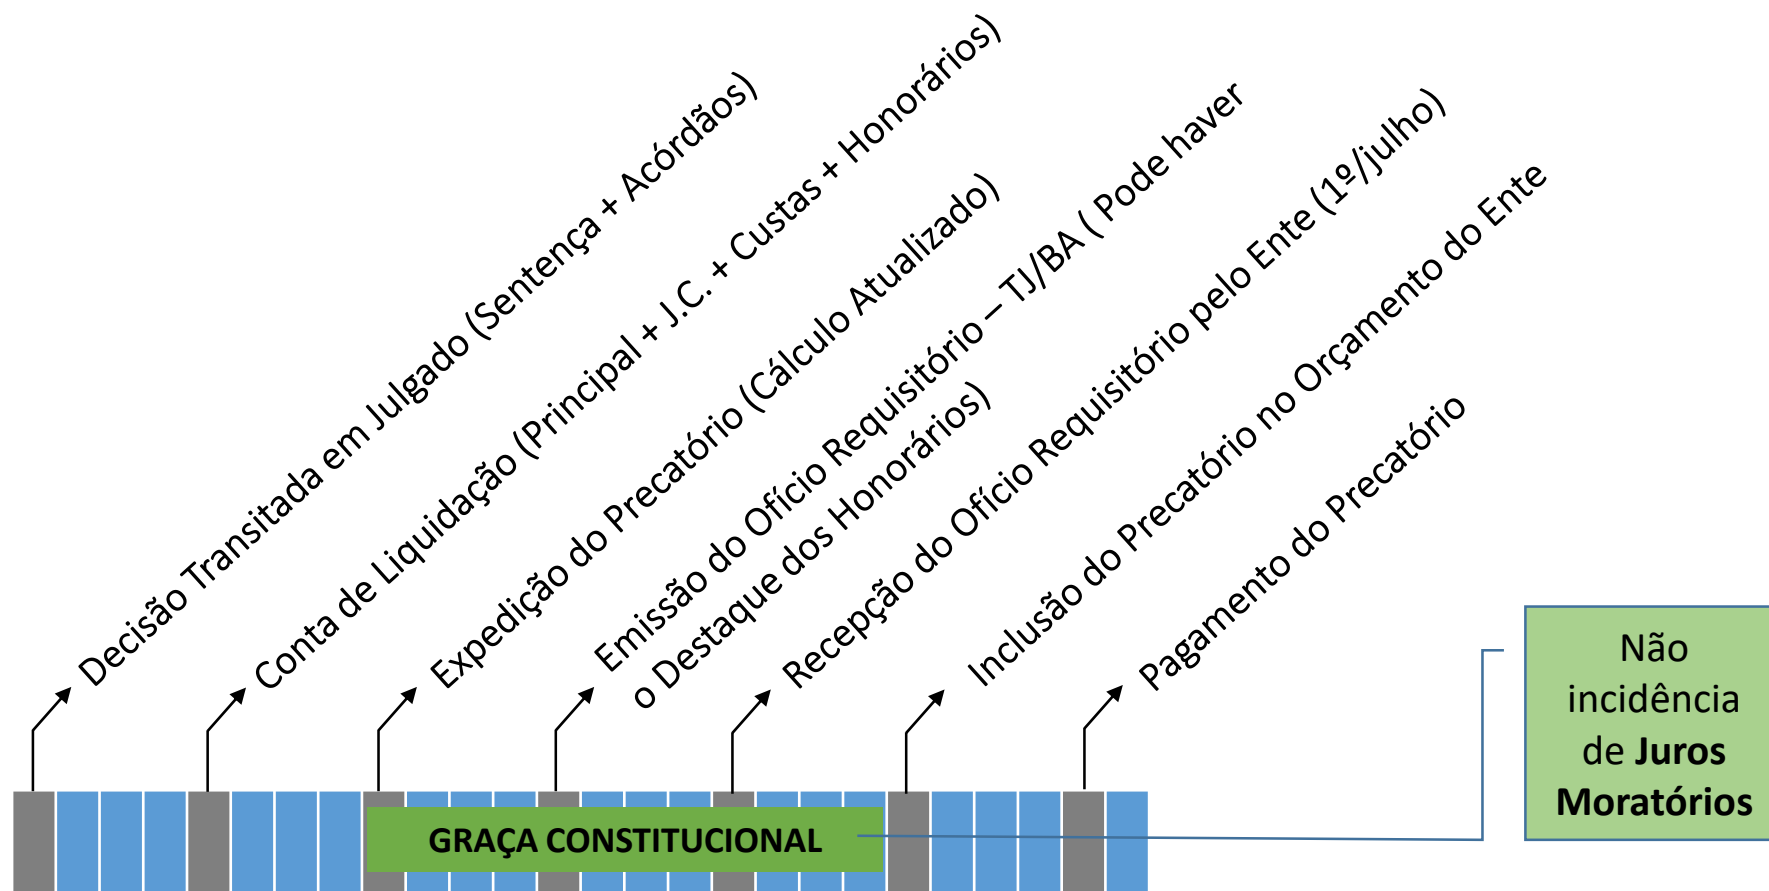 Decisão Transitada em Julgado (Sentença + Acórdãos)
Conta de Liquidação (Principal + J.C. + Custas + Honorários)
Expedição do Precatório (Cálculo Atualizado)
Emissão do Ofício Requisitório – TJ/BA ( Pode haver
o Destaque dos Honorários)
Recepção do Ofício Requisitório pelo Ente (1º/julho)
Inclusão do Precatório no Orçamento do Ente
Pagamento do Precatório
Não
incidência
de Juros
Moratórios
GRAÇA CONSTITUCIONAL